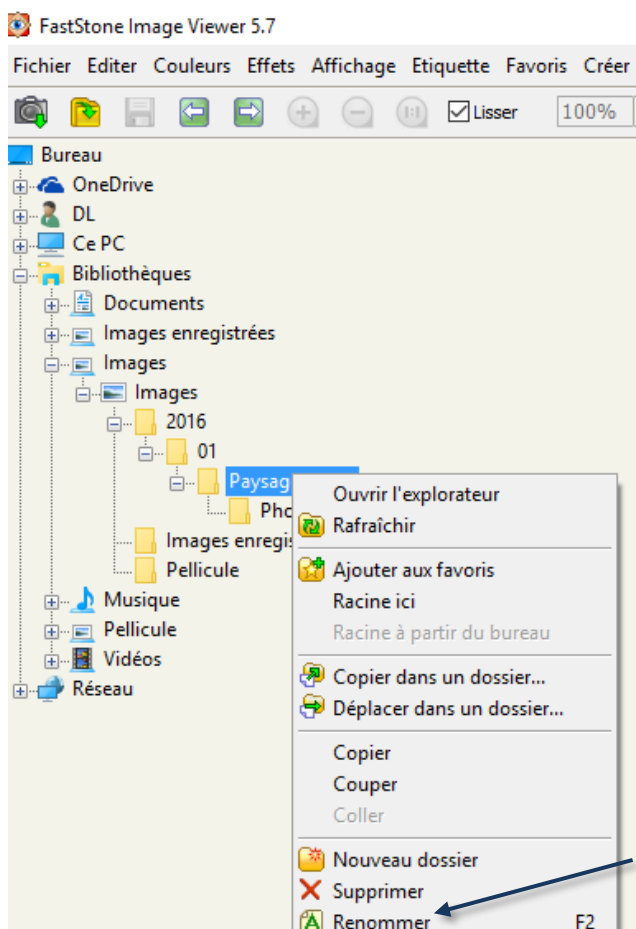 FastStone Image Viewer 5.7
Fichier Editer Couleurs Effets Affichage Etiquette Favoris Créer
1:1 Lisser 100%
Bureau
OneDrive
DL
Ce PC
Bibliothèques
Documents
Images enregistrées
Images
Images
2016
01
Paysag
Pho
Images enregis
Pellicule
Musique
Pellicule
Vidéos
Réseau
Ouvrir l'explorateur
Rafraîchir
Ajouter aux favoris
Racine ici
Racine à partir du bureau
Copier dans un dossier...
Déplacer dans un dossier...
Copier
Couper
Coller
Nouveau dossier
Supprimer
Renommer F2